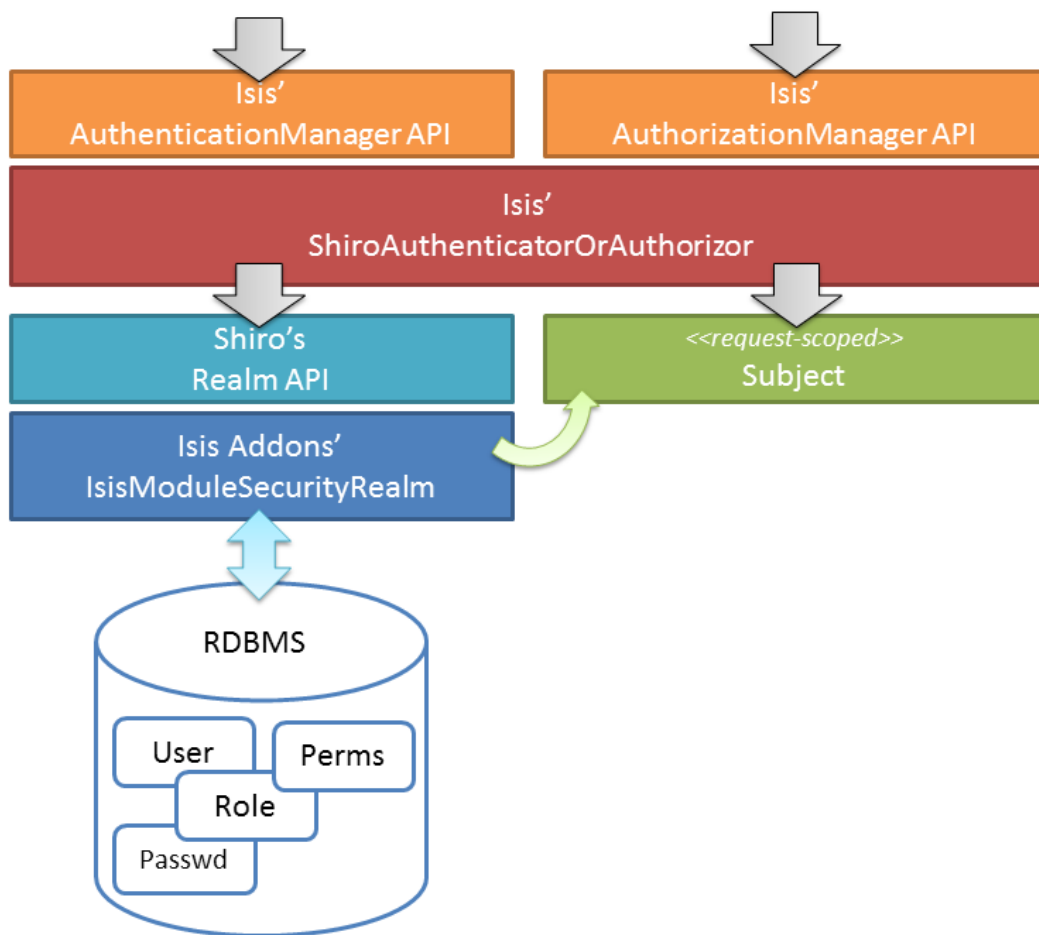 Isis’
AuthenticationManager API
Isis’
AuthorizationManager API
Isis’
ShiroAuthenticatorOrAuthorizor
Shiro’s
Realm API
<<request-scoped>>
Subject
Isis Addons’
IsisModuleSecurityRealm
RDBMS
User
Perms
Role
Passwd